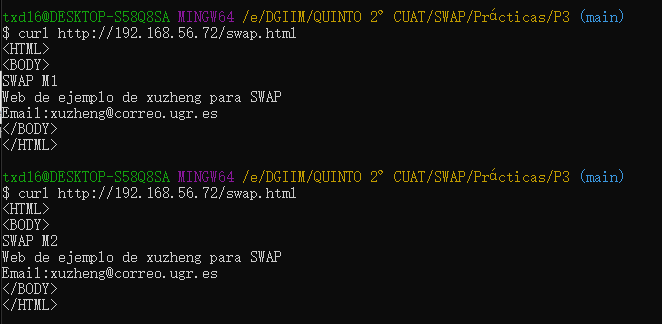 txd16@DESKTOP-S58Q8SA MINGW64 /e/DGIIM/QUINTO 2º CUAT/SWAP/Prácticas/P3 (main)
$ curl http://192.168.56.72/swap.html
<HTML>
<BODY>
SWAP M1
Web de ejemplo de xuzheng para SWAP
Email:xuzheng@correo.ugr.es
</BODY>
</HTML>
txd16@DESKTOP-S58Q8SA MINGW64 /e/DGIIM/QUINTO 2º CUAT/SWAP/Prácticas/P3 (main)
$ curl http://192.168.56.72/swap.html
<HTML>
<BODY>
SWAP M2
Web de ejemplo de xuzheng para SWAP
Email:xuzheng@correo.ugr.es
</BODY>
</HTML>